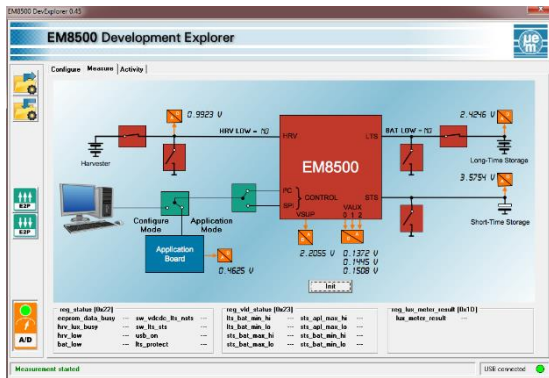 EM8500 DevExplorer 0.45
EM8500 Development Explorer
Configure Measure Activity
0.9923 V
2.4246 V
HRV LOW = NO
HRV
LTS
BAT LOW = NO
Harvester
EM8500
Long-Time Storage
3.5754 V
I²C
SPI
CONTROL
STS
VSUP
VAUX
0 1 2
Short-Time Storage
Configure Mode
Application Mode
Application Board
0.4625 V
2.2055 V
0.1372 V
0.1445 V
0.1508 V
Init
E2P
E2P
A/D
reg_status [0x22]
eeprom_data_busy --- sw_vdcdc_lts_nsts ---
hrv_lux_busy --- sw_lts_sts ---
hrv_low --- usb_on ---
bat_low --- lts_protect ---
reg_vld_status [0x23]
lts_bat_min_hi --- sts_apl_max_hi ---
lts_bat_min_lo --- sts_apl_max_lo ---
sts_bat_max_hi --- sts_bat_min_hi ---
sts_bat_max_lo --- sts_bat_min_lo ---
reg_lux_meter_result [0x1D]
lux_meter_result ---
Measurement started
USB connected